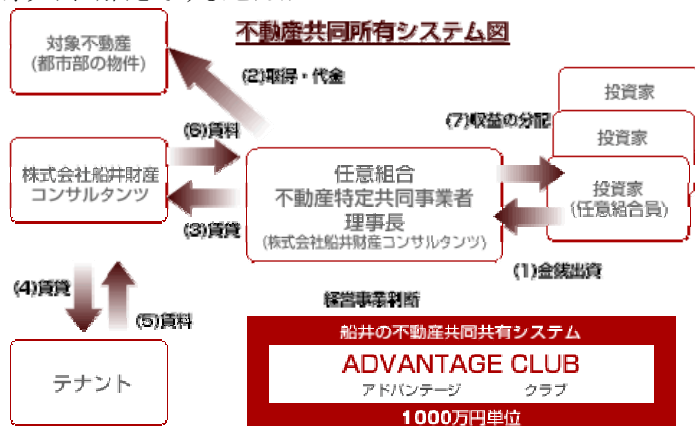 不動産共同所有システム図
対象不動産
(都市部の物件)
(2)取得・代金
投資家
投資家
投資家
(任意組合員)
(7)収益の分配
(6)賃料
株式会社船井財産
コンサルタンツ
任意組合
不動産特定共同事業者
理事長
(株式会社船井財産コンサルタンツ)
(3)賃貸
(1)金銭出資
(4)賃貸
(5)賃料
経営事業判断
テナント
船井の不動産共同共有システム
ADVANTAGE CLUB
アドバンテージ クラブ
1000万円単位